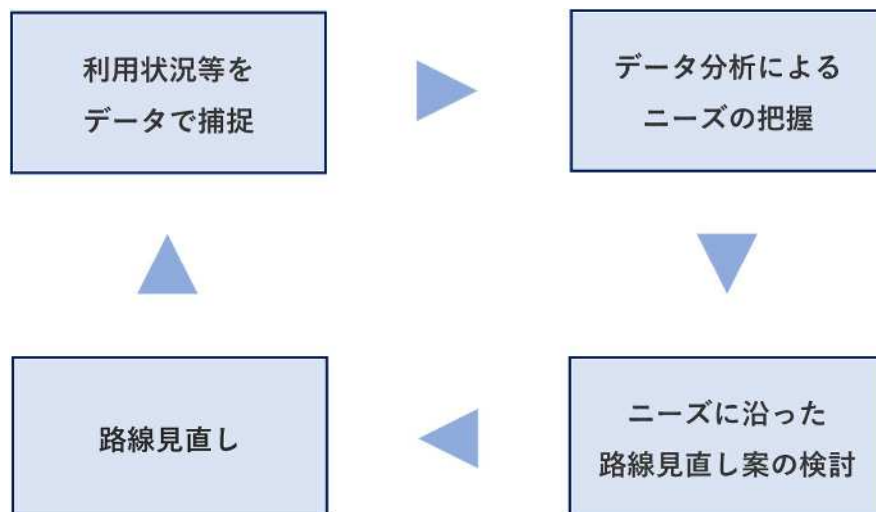 利用状況等を
データで捕捉
データ分析による
ニーズの把握
ニーズに沿った
路線見直し案の検討
路線見直し